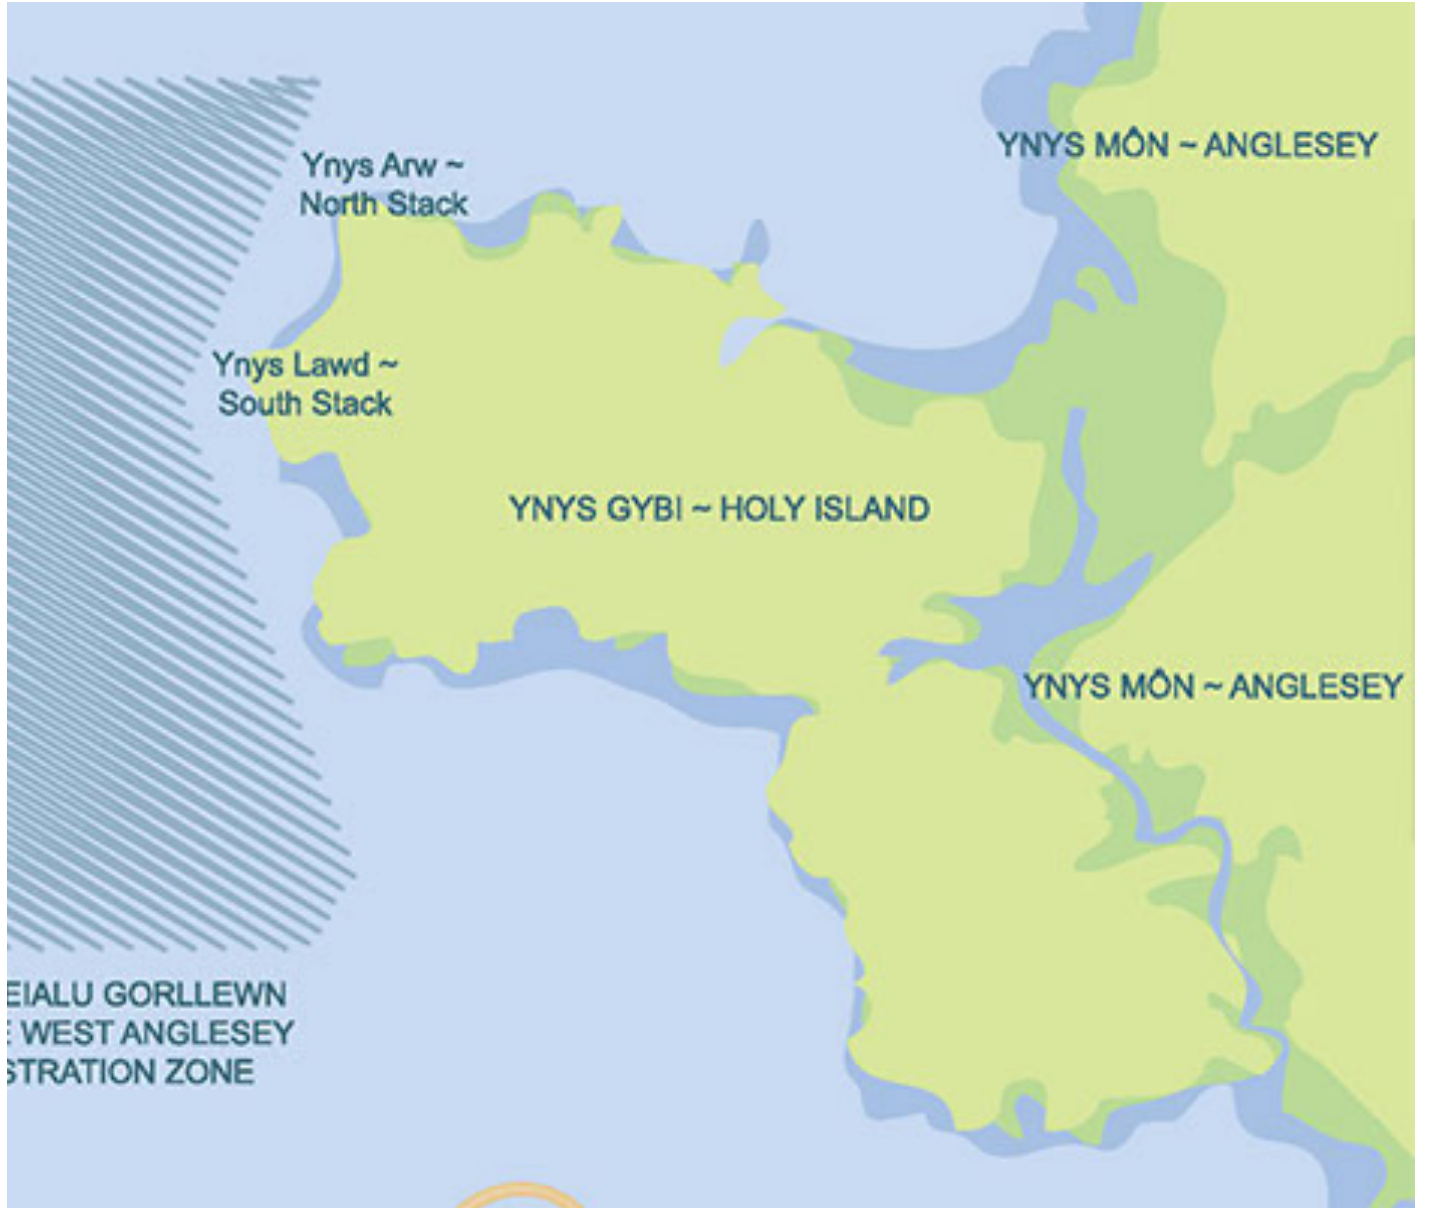 YNYS MÔN ~ ANGLESEY
Ynys Arw ~
North Stack
Ynys Lawd ~
South Stack
YNYS GYBI ~ HOLY ISLAND
YNYS MÔN ~ ANGLESEY
EIALU GORLLEWN
E WEST ANGLESEY
STRATION ZONE